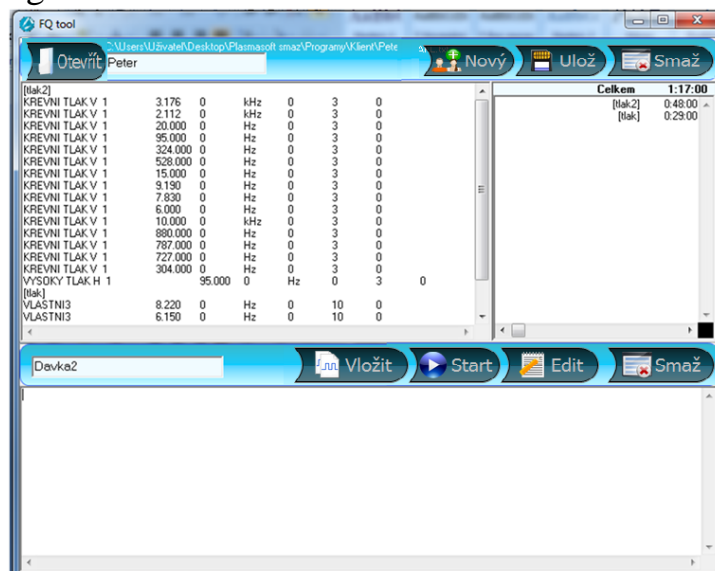 FQ tool
C:\Users\Uživatel\Desktop\Plasmasoft smaz\Programy\Klient\Pete
Otevřít Peter Nový Ulož Smaž
[tlak2]
KREVNI TLAK V 1 3.176 0 kHz 0 3 0
KREVNI TLAK V 1 2.112 0 kHz 0 3 0
KREVNI TLAK V 1 20.000 0 Hz 0 3 0
KREVNI TLAK V 1 95.000 0 Hz 0 3 0
KREVNI TLAK V 1 324.000 0 Hz 0 3 0
KREVNI TLAK V 1 528.000 0 Hz 0 3 0
KREVNI TLAK V 1 15.000 0 Hz 0 3 0
KREVNI TLAK V 1 9.190 0 Hz 0 3 0
KREVNI TLAK V 1 7.830 0 Hz 0 3 0
KREVNI TLAK V 1 6.000 0 Hz 0 3 0
KREVNI TLAK V 1 10.000 0 kHz 0 3 0
KREVNI TLAK V 1 880.000 0 Hz 0 3 0
KREVNI TLAK V 1 787.000 0 Hz 0 3 0
KREVNI TLAK V 1 727.000 0 Hz 0 3 0
KREVNI TLAK V 1 304.000 0 Hz 0 3 0
VYSOKY TLAK H 1 95.000 0 Hz 0 3 0
[tlak]
VLASTNI3 8.220 0 Hz 0 10 0
VLASTNI3 6.150 0 Hz 0 10 0
Celkem 1:17:00
[tlak2] 0:48:00
[tlak] 0:29:00
Davka2 Vložit Start Edit Smaž